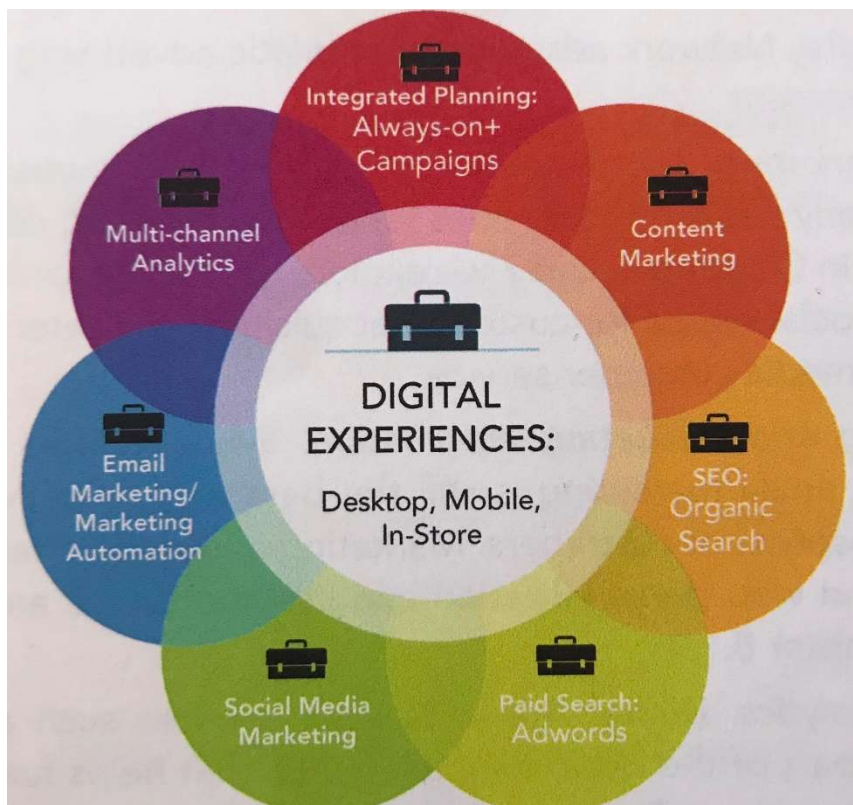 Integrated Planning:
Always-on+
Campaigns
Content
Marketing
SEO:
Organic
Search
Paid Search:
Adwords
Social Media
Marketing
Email
Marketing/
Marketing
Automation
Multi-channel
Analytics
DIGITAL
EXPERIENCES:
Desktop, Mobile,
In-Store